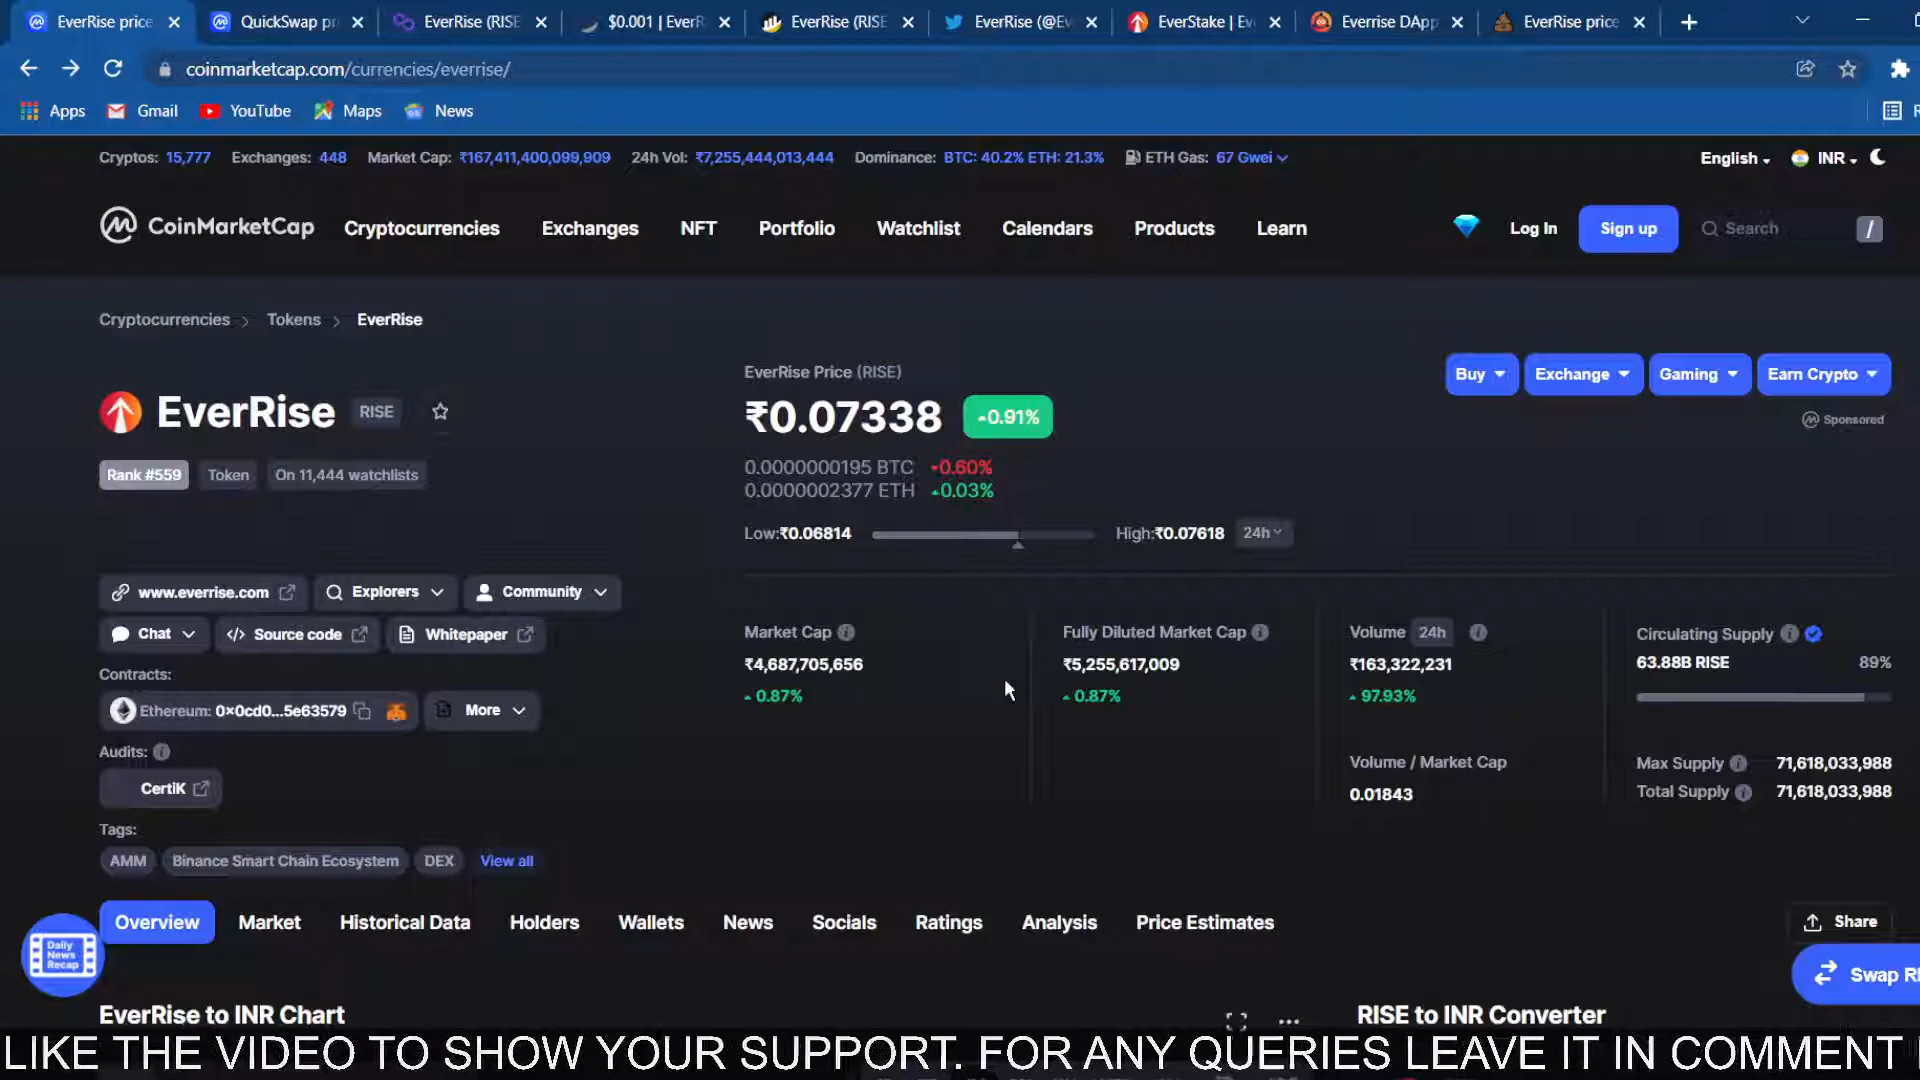 EverRise price
QuickSwap pr
EverRise (RISE
$0.001 | EverR
EverRise (RISE
EverRise (@Ev
EverStake | Ev
Everrise DApp
EverRise price
coinmarketcap.com/currencies/everrise/
Apps Gmail YouTube Maps News
Cryptos: 15,777 Exchanges: 448 Market Cap: ₹167,411,400,099,909 24h Vol: ₹7,255,444,013,444 Dominance: BTC: 40.2% ETH: 21.3% ETH Gas: 67 Gwei English INR
CoinMarketCap Cryptocurrencies Exchanges NFT Portfolio Watchlist Calendars Products Learn Log In Sign up Search /
Cryptocurrencies > Tokens > EverRise
EverRise RISE
Rank #559 Token On 11,444 watchlists
www.everrise.com Explorers Community
Chat Source code Whitepaper
Contracts:
Ethereum: 0x0cd0...5e63579 More
Audits:
CertiK
Tags:
AMM Binance Smart Chain Ecosystem DEX View all
EverRise Price (RISE)
₹0.07338 0.91%
0.0000000195 BTC 0.60%
0.0000002377 ETH 0.03%
Low:₹0.06814 High:₹0.07618 24h
Buy Exchange Gaming Earn Crypto
Sponsored
Market Cap
₹4,687,705,656
0.87%
Fully Diluted Market Cap
₹5,255,617,009
0.87%
Volume 24h
₹163,322,231
97.93%
Volume / Market Cap
0.01843
Circulating Supply
63.88B RISE 89%
Max Supply 71,618,033,988
Total Supply 71,618,033,988
Overview Market Historical Data Holders Wallets News Socials Ratings Analysis Price Estimates Share
Daily
News
Recap
Swap RI
EverRise to INR Chart ... RISE to INR Converter
LIKE THE VIDEO TO SHOW YOUR SUPPORT. FOR ANY QUERIES LEAVE IT IN COMMENT